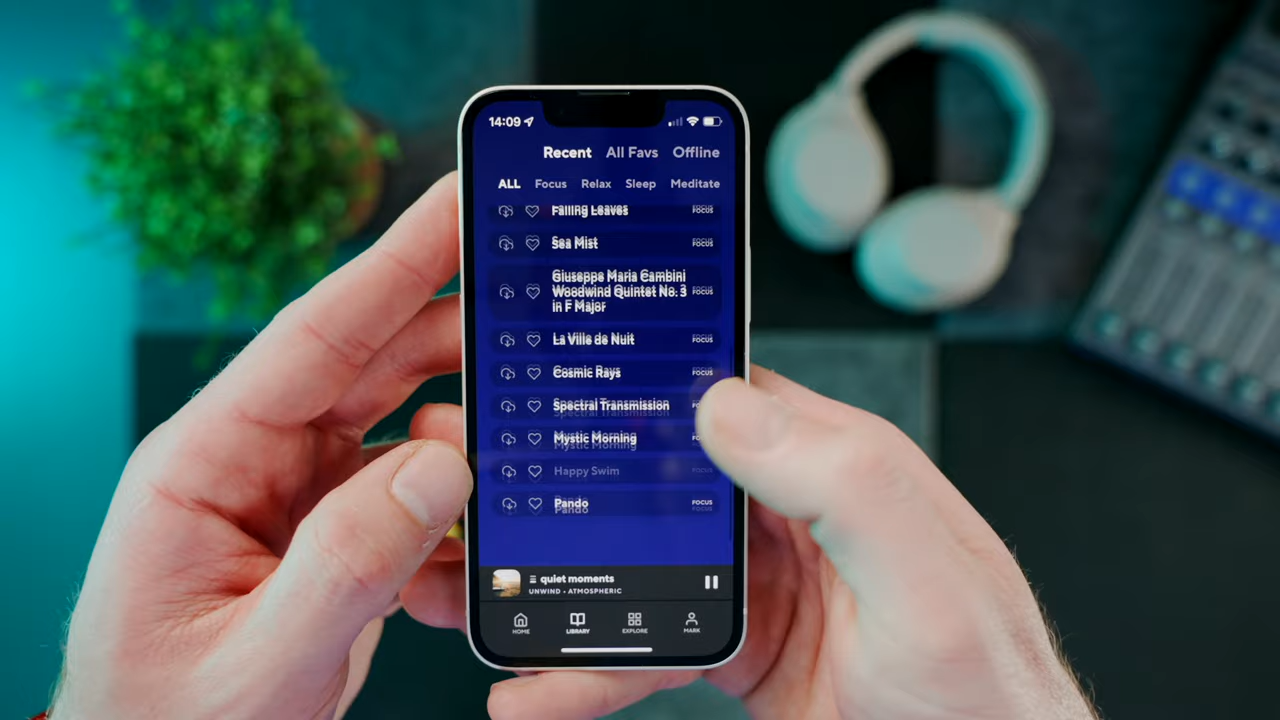 14:09
Recent All Favs Offline
ALL Focus Relax Sleep Meditate
Falling Leaves FOCUS
Sea Mist FOCUS
Giuseppe Maria Cambini
Woodwind Quintet No. 3 FOCUS
in F Major
La Ville de Nuit FOCUS
Cosmic Rays FOCUS
Spectral Transmission
Mystic Morning
Happy Swim FOCUS
Pando FOCUS
quiet moments
UNWIND • ATMOSPHERIC
HOME LIBRARY EXPLORE MARK